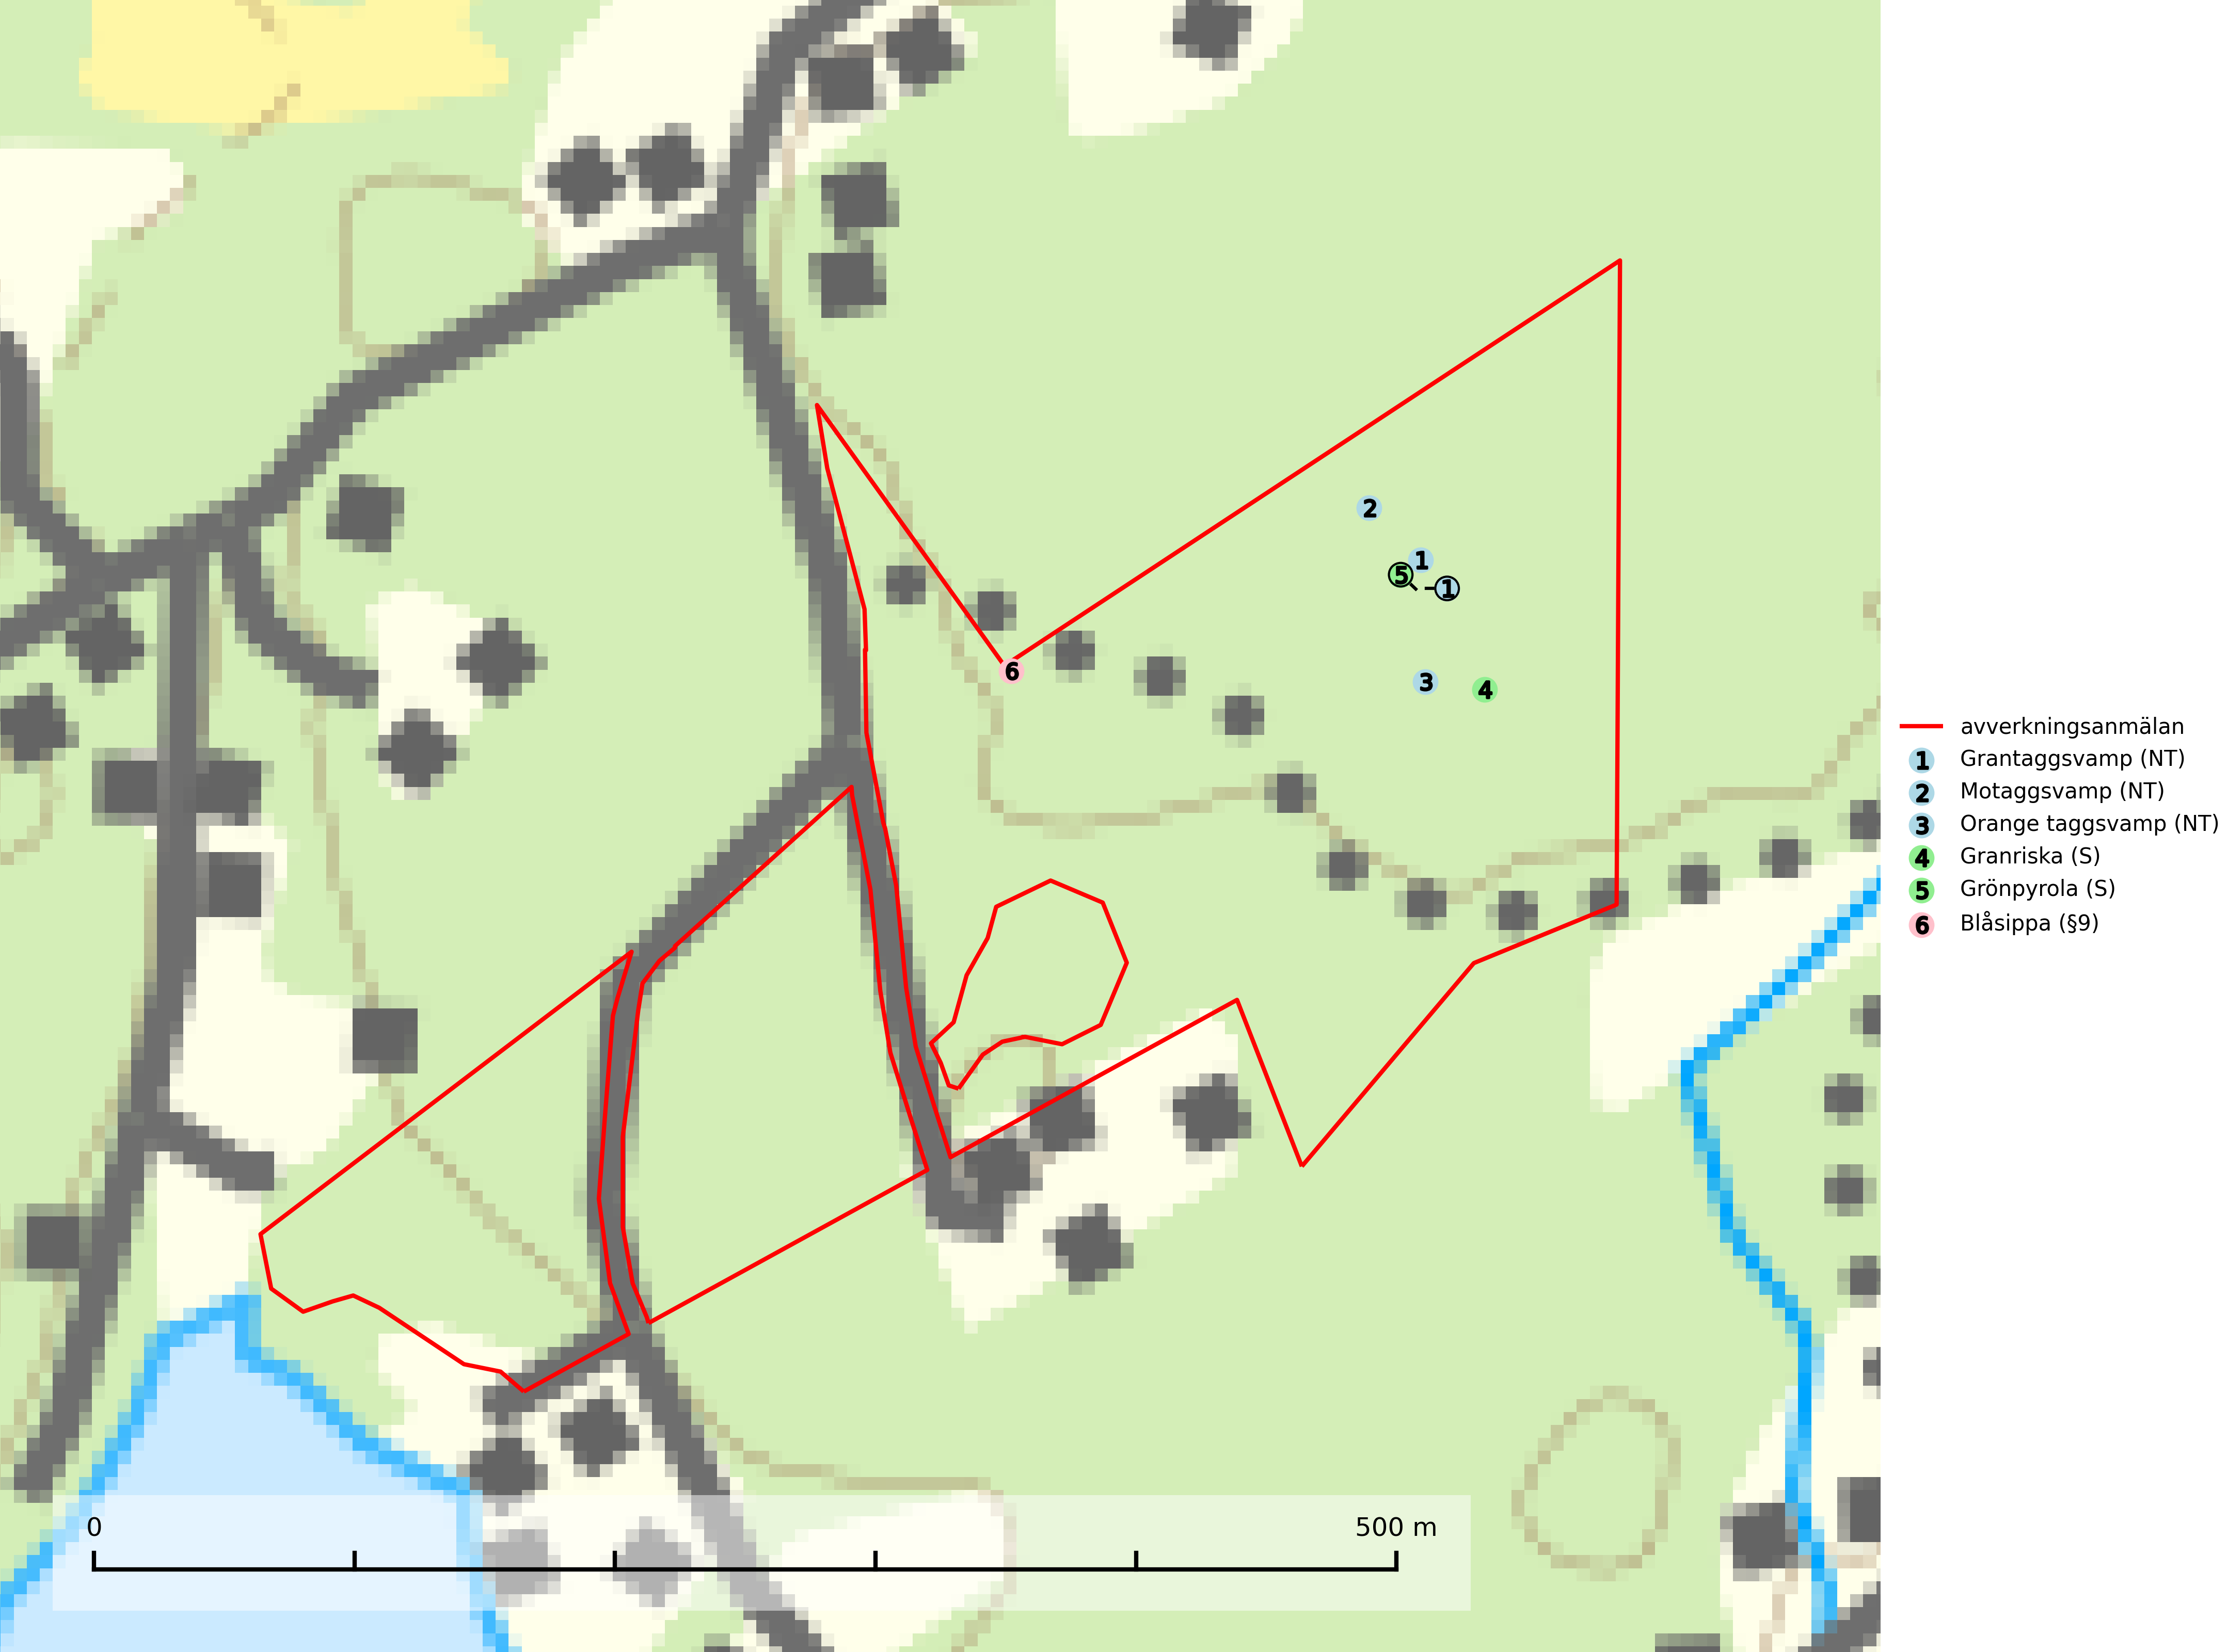 2
1
5
1
6
3
4
avverkningsanmälan
1 Grantaggsvamp (NT)
2 Motaggsvamp (NT)
3 Orange taggsvamp (NT)
4 Granriska (S)
5 Grönpyrola (S)
6 Blåsippa (§9)
0 500 m